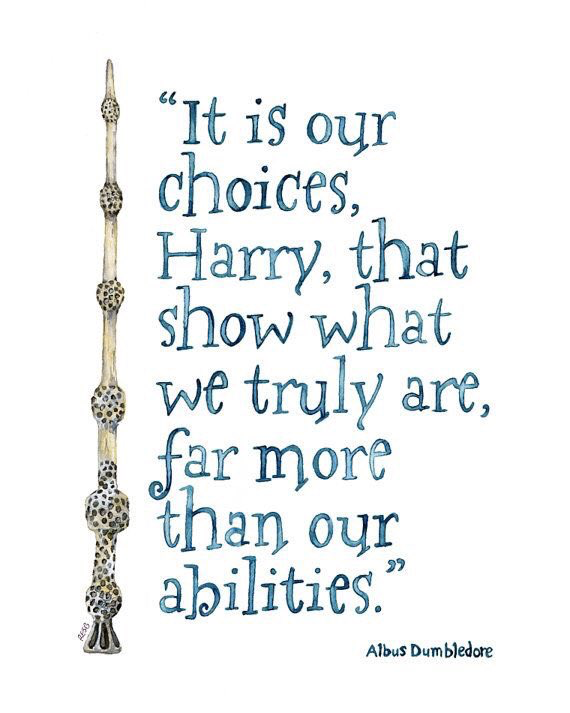 “It is our
choices,
Harry, that
show what
we truly are,
far more
than our
abilities.”
Albus Dumbledore